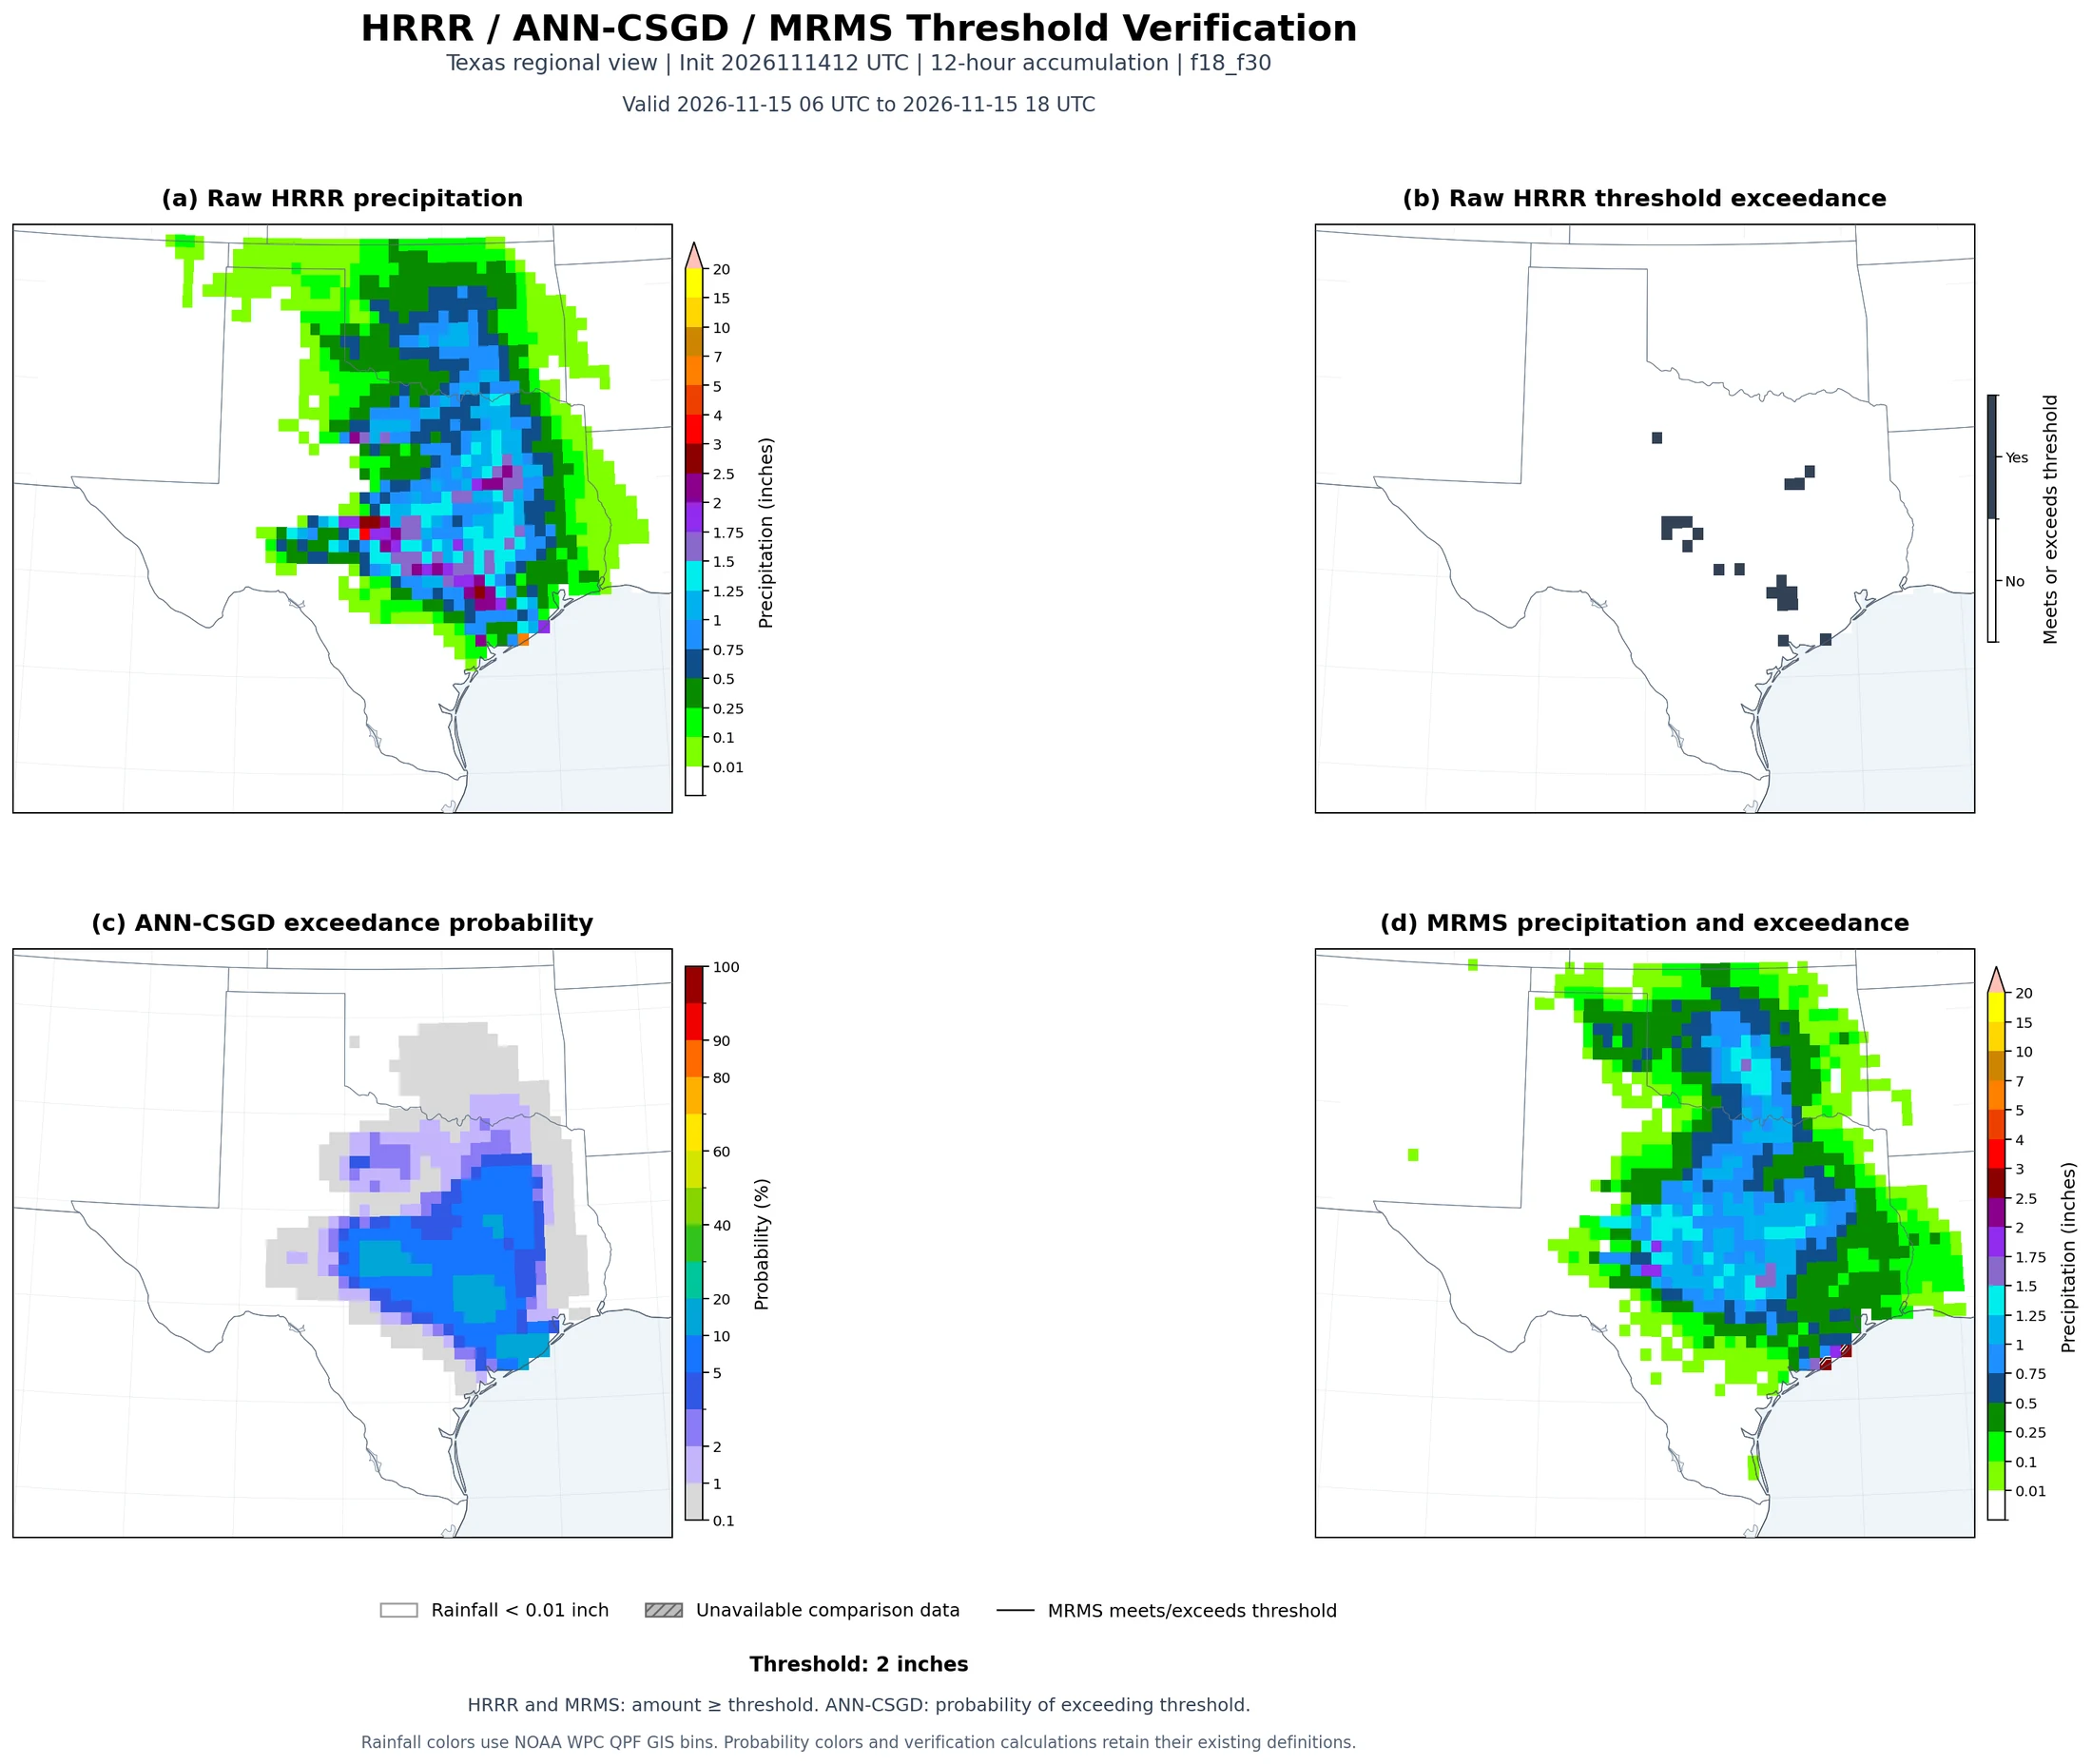 HRRR / ANN-CSGD / MRMS Threshold Verification
Texas regional view | Init 2026111412 UTC | 12-hour accumulation | f18_f30
Valid 2026-11-15 06 UTC to 2026-11-15 18 UTC
(a) Raw HRRR precipitation
20
15
10
7
5
4
3
2.5
2
1.75
1.5
1.25
1
0.75
0.5
0.25
0.1
0.01
Precipitation (inches)
(b) Raw HRRR threshold exceedance
Yes
No
Meets or exceeds threshold
(c) ANN-CSGD exceedance probability
100
90
80
60
40
20
10
5
2
1
0.1
Probability (%)
(d) MRMS precipitation and exceedance
20
15
10
7
5
4
3
2.5
2
1.75
1.5
1.25
1
0.75
0.5
0.25
0.1
0.01
Precipitation (inches)
Rainfall < 0.01 inch
Unavailable comparison data
MRMS meets/exceeds threshold
Threshold: 2 inches
HRRR and MRMS: amount ≥ threshold. ANN-CSGD: probability of exceeding threshold.
Rainfall colors use NOAA WPC QPF GIS bins. Probability colors and verification calculations retain their existing definitions.